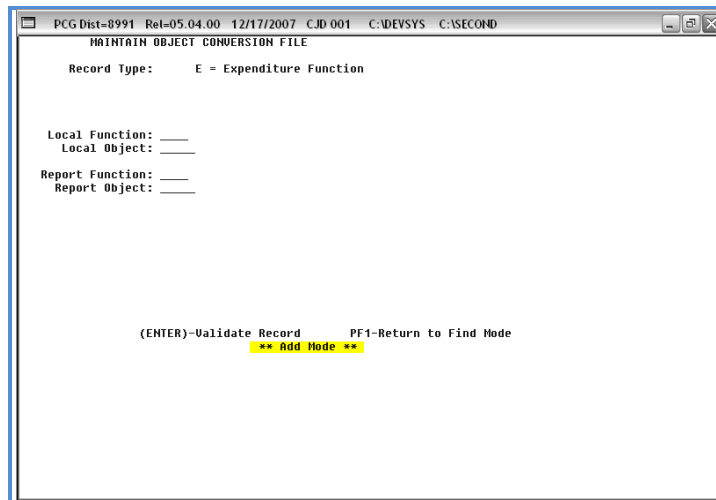 PCG Dist=8991 Rel=05.04.00 12/17/2007 CJD 001 C:\DEVSYS C:\SECOND
MAINTAIN OBJECT CONVERSION FILE
Record Type: E = Expenditure Function
Local Function: ____
Local Object: _____
Report Function: ____
Report Object: _____
(ENTER)-Validate Record PF1-Return to Find Mode
** Add Mode **